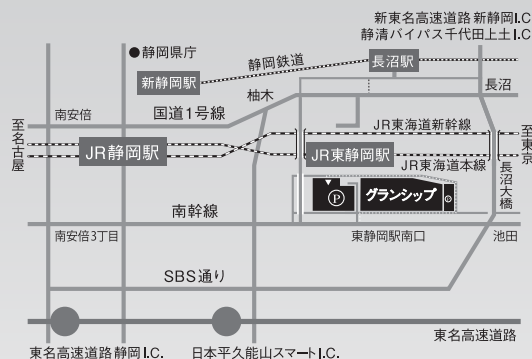 新東名高速道路 新静岡I.C
静清バイパス千代田上土I.C
●静岡県庁
静岡鉄道
長沼駅
新静岡駅
柚木
長沼
南安倍
国道1号線
JR東海道新幹線
至名古屋
JR静岡駅
JR東静岡駅
至東京
JR東海道本線
長沼大橋
P
グランシップ
P
南幹線
南安倍3丁目
東静岡駅南口
池田
SBS通り
東名高速道路
東名高速道路 静岡I.C.
日本平久能山スマートI.C.